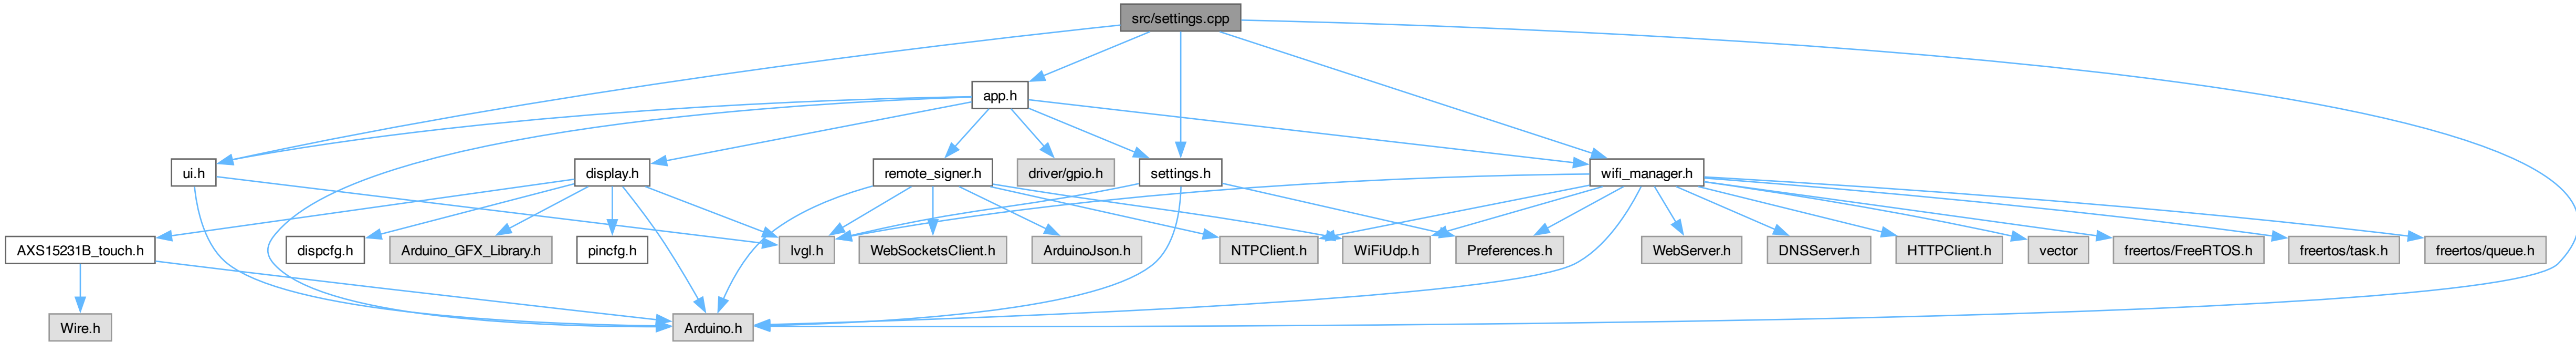 src/settings.cpp
app.h
ui.h
display.h
remote_signer.h
driver/gpio.h
settings.h
wifi_manager.h
AXS15231B_touch.h
dispcfg.h
Arduino_GFX_Library.h
pincfg.h
lvgl.h
WebSocketsClient.h
ArduinoJson.h
NTPClient.h
WiFiUdp.h
Preferences.h
WebServer.h
DNSServer.h
HTTPClient.h
vector
freertos/FreeRTOS.h
freertos/task.h
freertos/queue.h
Wire.h
Arduino.h